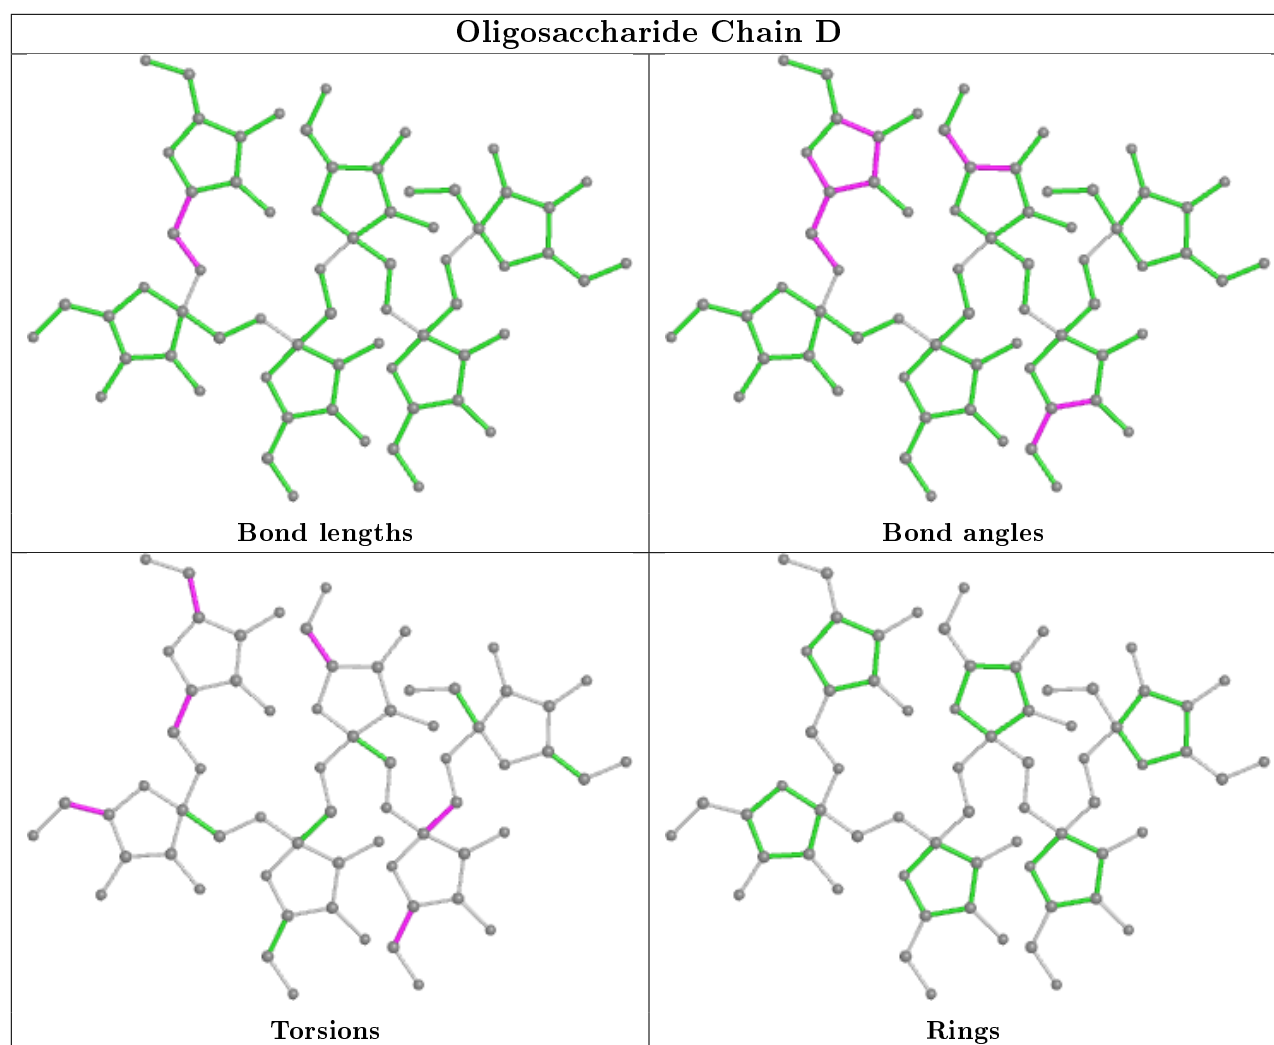 Oligosaccharide Chain D
Bond lengths
Bond angles
Torsions
Rings